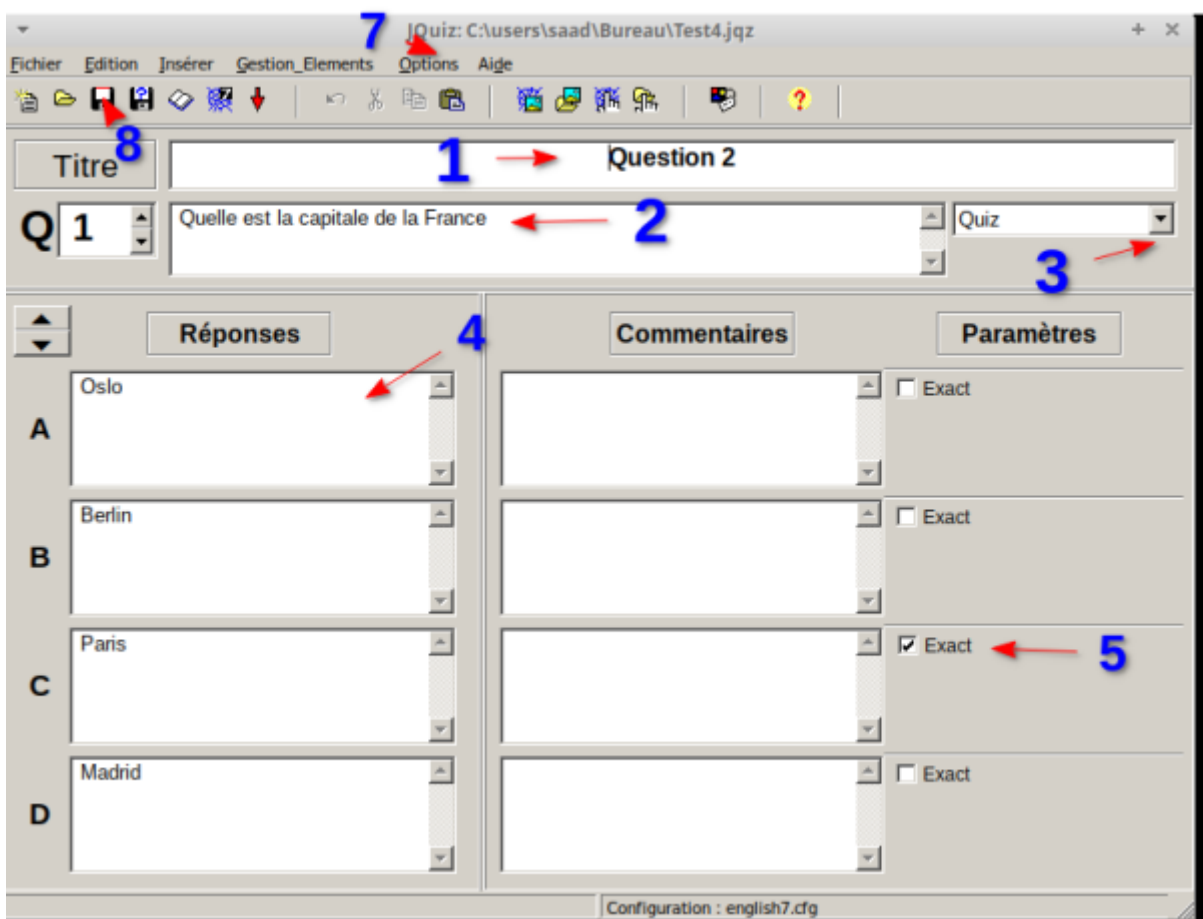 JQuiz: C:\users\saad\Bureau\Test4.jqz
7
Fichier Edition Insérer Gestion_Elements Options Aide
8
Titre
1
Question 2
Q 1
Quelle est la capitale de la France
2
Quiz
3
Réponses
4
Commentaires
Paramètres
A
Oslo
Exact
B
Berlin
Exact
C
Paris
Exact
5
D
Madrid
Exact
Configuration : english7.cfg